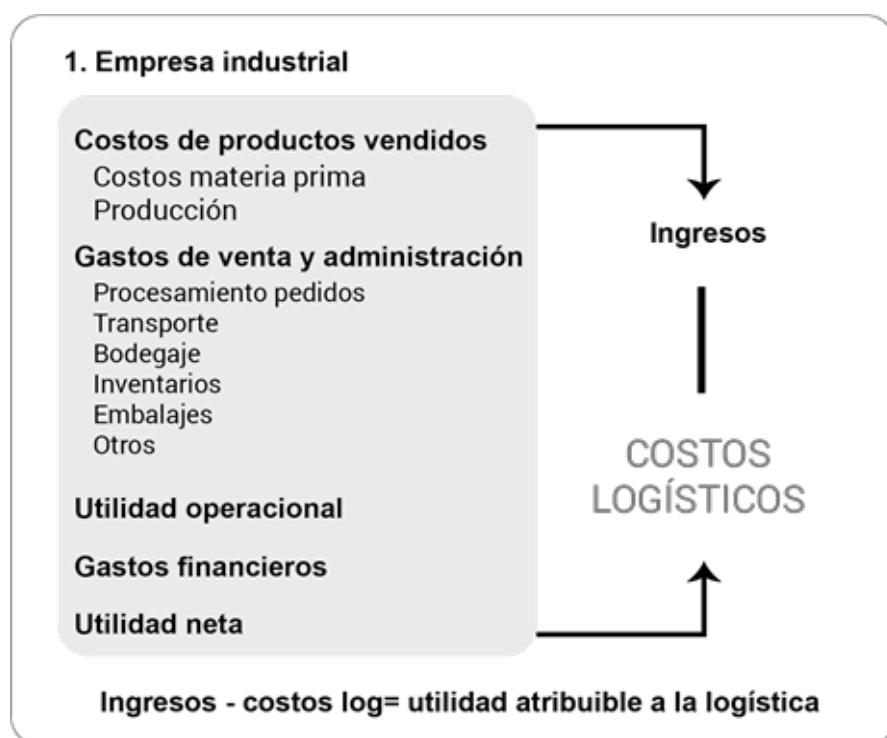 1. Empresa industrial
Costos de productos vendidos
Costos materia prima
Producción
Gastos de venta y administración
Procesamiento pedidos
Transporte
Bodegaje
Inventarios
Embalajes
Otros
Utilidad operacional
Gastos financieros
Utilidad neta
Ingresos
COSTOS
LOGÍSTICOS
Ingresos - costos log= utilidad atribuible a la logística